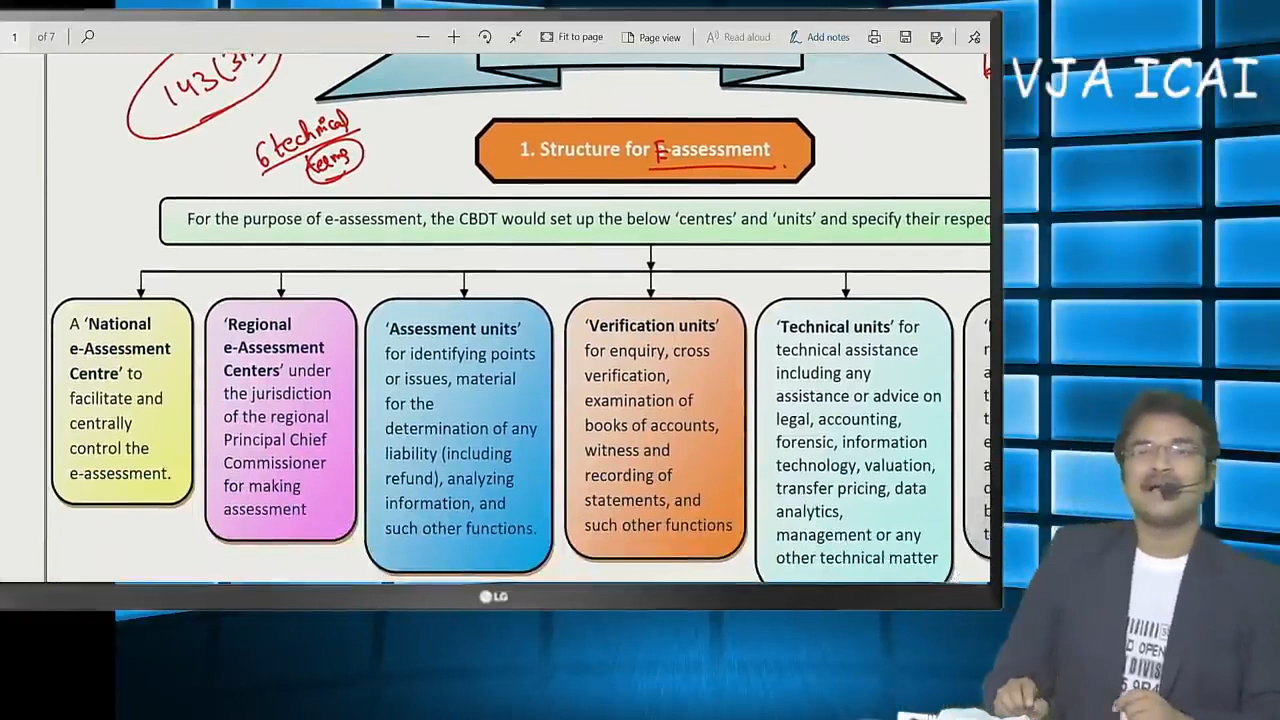 1 of 7
Fit to page
Page view
Read aloud
Add notes
VJA ICAI
6 technical
terms
1. Structure for E-assessment
For the purpose of e-assessment, the CBDT would set up the below ‘centres’ and ‘units’ and specify their
A ‘National
e-Assessment
Centre’ to
facilitate and
centrally
control the
e-assessment.
‘Regional
e-Assessment
Centers’ under
the jurisdiction
of the regional
Principal Chief
Commissioner
for making
assessment
‘Assessment units’
for identifying points
or issues, material
for the
determination of any
liability (including
refund), analyzing
information, and
such other functions.
‘Verification units’
for enquiry, cross
verification,
examination of
books of accounts,
witness and
recording of
statements, and
such other functions
‘Technical units’ for
technical assistance
including any
assistance or advice on
legal, accounting,
forensic, information
technology, valuation,
transfer pricing, data
analytics,
management or any
other technical matter
LG